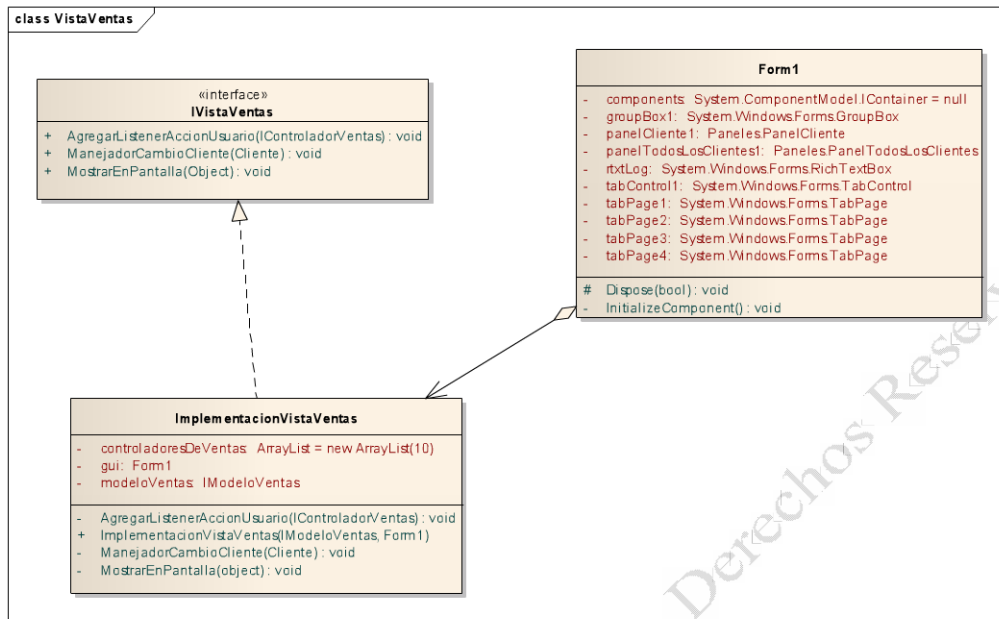 class VistaVentas
«interface»
IVistaVentas
+ AgregarListenerAccionUsuario(IControladorVentas) : void
+ ManejadorCambioCliente(Cliente) : void
+ MostrarEnPantalla(Object) : void
Form1
- components: System.ComponentModel.IContainer = null
- groupBox1: System.Windows.Forms.GroupBox
- panelCliente1: Paneles.PanelCliente
- panelTodosLosClientes1: Paneles.PanelTodosLosClientes
- rtxtLog: System.Windows.Forms.RichTextBox
- tabControl1: System.Windows.Forms.TabControl
- tabPage1: System.Windows.Forms.TabPage
- tabPage2: System.Windows.Forms.TabPage
- tabPage3: System.Windows.Forms.TabPage
- tabPage4: System.Windows.Forms.TabPage
# Dispose(bool) : void
- InitializeComponent() : void
ImplementacionVistaVentas
- controladoresDeVentas: ArrayList = new ArrayList(10)
- gui: Form1
- modeloVentas: IModeloVentas
- AgregarListenerAccionUsuario(IControladorVentas) : void
+ ImplementacionVistaVentas(IModeloVentas, Form1)
- ManejadorCambioCliente(Cliente) : void
- MostrarEnPantalla(object) : void
Derechos